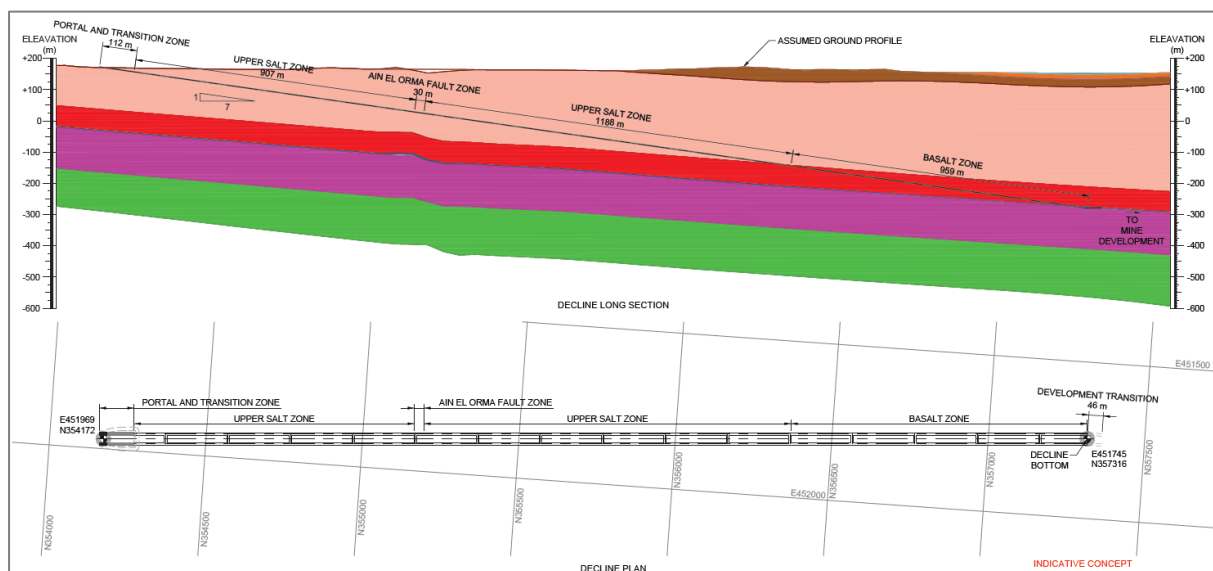 PORTAL AND TRANSITION ZONE
112 m
ELEAVATION
(m)
UPPER SALT ZONE
907 m
AIN EL ORMA FAULT ZONE
30 m
ASSUMED GROUND PROFILE
ELEAVATION
(m)
+200
+100
0
-100
-200
-300
-400
-500
-600
1
7
UPPER SALT ZONE
1188 m
BASALT ZONE
959 m
TO
MINE
DEVELOPMENT
+200
+100
0
-100
-200
-300
-400
-500
-600
DECLINE LONG SECTION
E451500
PORTAL AND TRANSITION ZONE
AIN EL ORMA FAULT ZONE
DEVELOPMENT TRANSITION
46 m
E451969
N354172
UPPER SALT ZONE
UPPER SALT ZONE
BASALT ZONE
DECLINE
BOTTOM
E451745
N357316
E452000
N354000
N354500
N355000
N355500
N356000
N356500
N357000
N357500
DECLINE PLAN
INDICATIVE CONCEPT